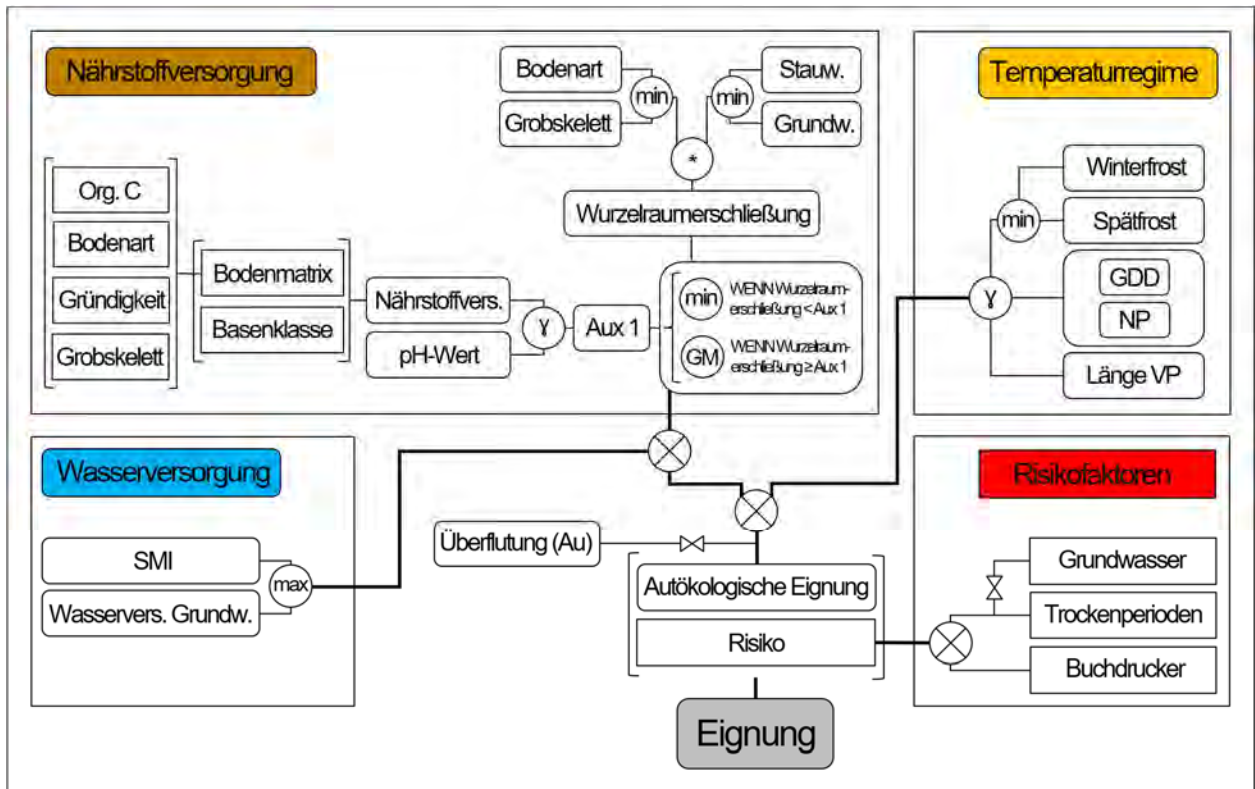 Nährstoffversorgung
Bodenart
Grobskelett
min
Stauw.
Grundw.
min
*
Wurzelraumerschließung
Org. C
Bodenart
Gründigkeit
Grobskelett
Bodenmatrix
Basenklasse
Nährstoffvers.
pH-Wert
γ
Aux 1
min
WENN Wurzelraum-
erschließung < Aux 1
GM
WENN Wurzelraum-
erschließung ≥ Aux 1
Temperaturregime
Winterfrost
min
Spätfrost
γ
GDD
NP
Länge VP
Wasserversorgung
SMI
max
Wasservers. Grundw.
Überflutung (Au)
Autökologische Eignung
Risiko
Eignung
Risikofaktoren
Grundwasser
Trockenperioden
Buchdrucker